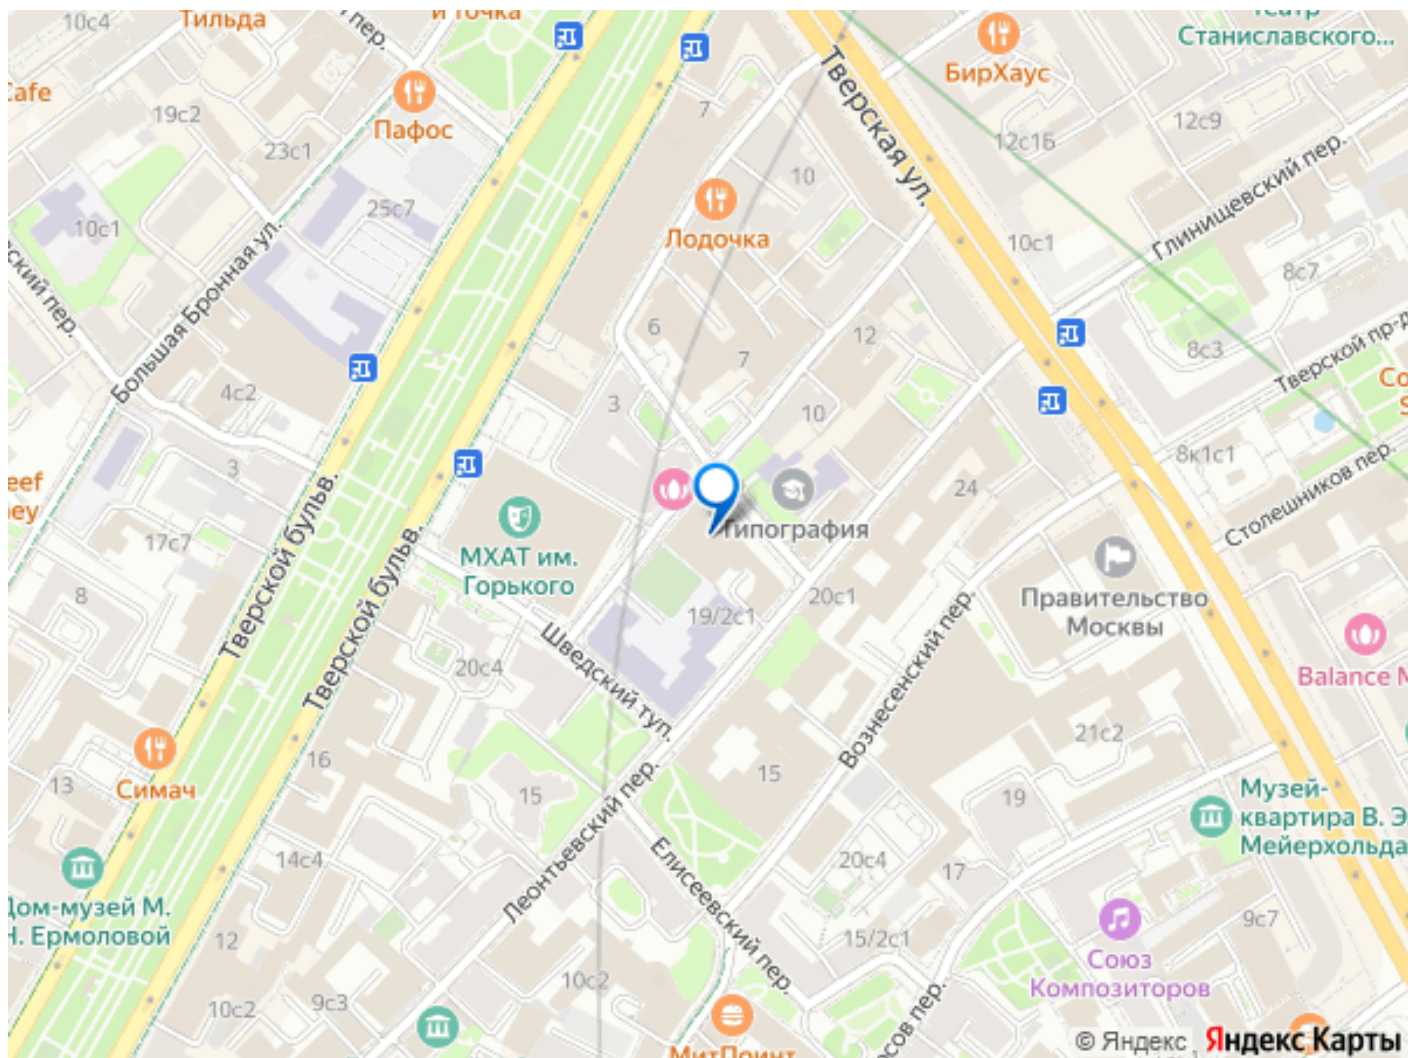 10с4
Тильда
и точка
пер.
Театр
Станиславского...
Cafe
19с2
Пафос
23с1
7
Тверская ул.
БирХаус
12с16
12с9
Глинищевский пер.
10с1
25с7
10
Лодочка
10с1
8с7
ский пер.
Большая Бронная ул.
6
7
12
8с3
Тверской пр-д
4с2
3
10
3
8к1с1
Столешников пер.
24
17с7
Тверской бульв.
Тверской бульв.
МХАТ им.
Горького
Типография
8
19/2с1
20с1
Правительство
Москвы
Шведский туп.
20с4
Вознесенский пер.
Balance
21с2
16
15
15
13
Симач
19
Музей-
квартира В. Э.
Мейерхольда
Леонтьевский пер.
Елисеевский пер.
14с4
20с4
17
Дом-музей М.
Н. Ермоловой
12
15/2с1
9с7
Союз
Композиторов
10с2
10с2
9с3
МитПоинт
© Яндекс
Яндекс Карты